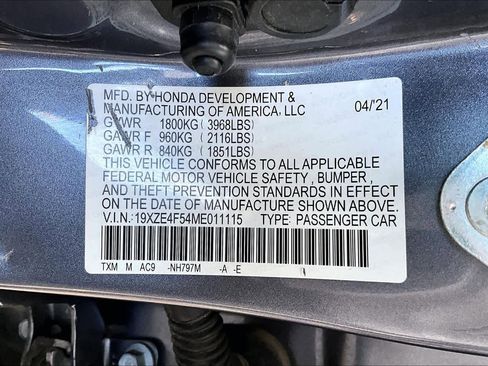 MFD. BY HONDA DEVELOPMENT &
MANUFACTURING OF AMERICA, LLC 04/'21
GVWR 1800KG (3968LBS)
GAWR F 960KG (2116LBS)
GAWR R 840KG (1851LBS)
THIS VEHICLE CONFORMS TO ALL APPLICABLE
FEDERAL MOTOR VEHICLE SAFETY , BUMPER ,
AND THEFT PREVENTION STANDARDS IN EFFECT
ON THE DATE OF MANUFACTURE SHOWN ABOVE.
V.I.N: 19XZE4F54ME011115 TYPE: PASSENGER CAR
TXM M AC9 -NH797M -A -E